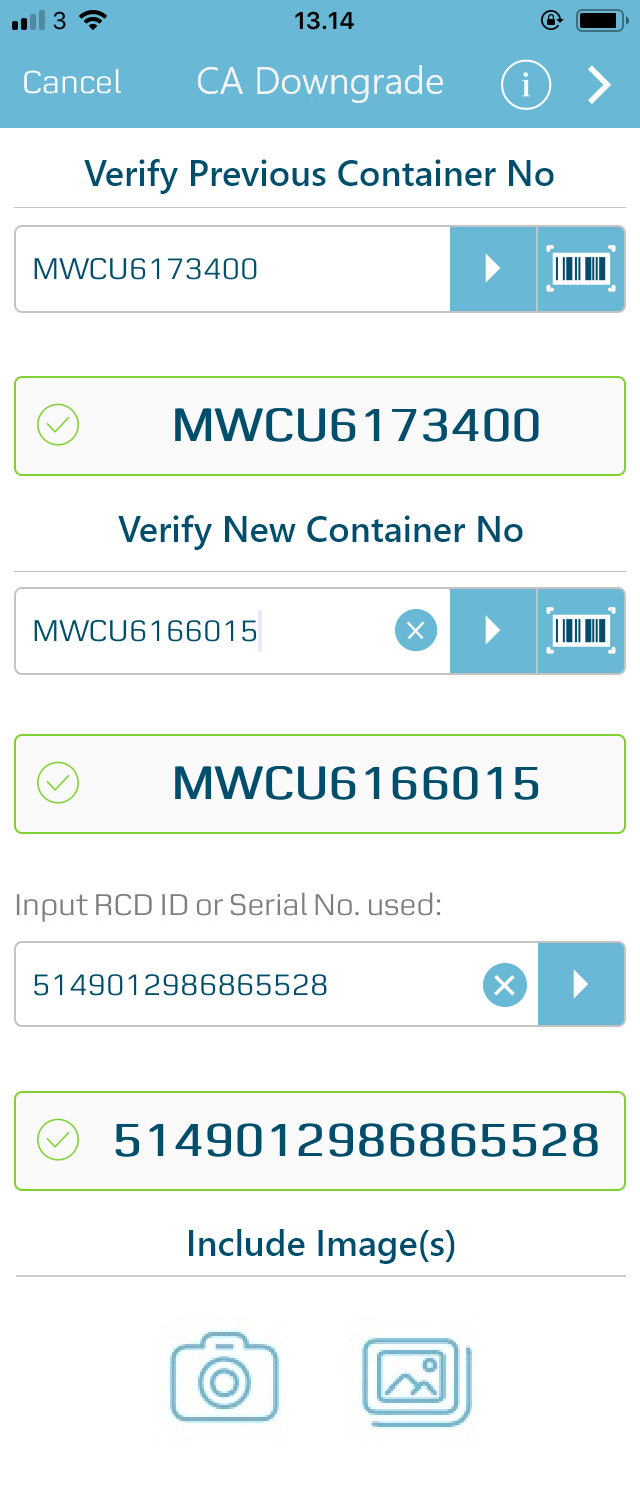 3 13.14
Cancel CA Downgrade i
Verify Previous Container No
MWCU6173400
MWCU6173400
Verify New Container No
MWCU6166015
MWCU6166015
Input RCD ID or Serial No. used:
5149012986865528
5149012986865528
Include Image(s)